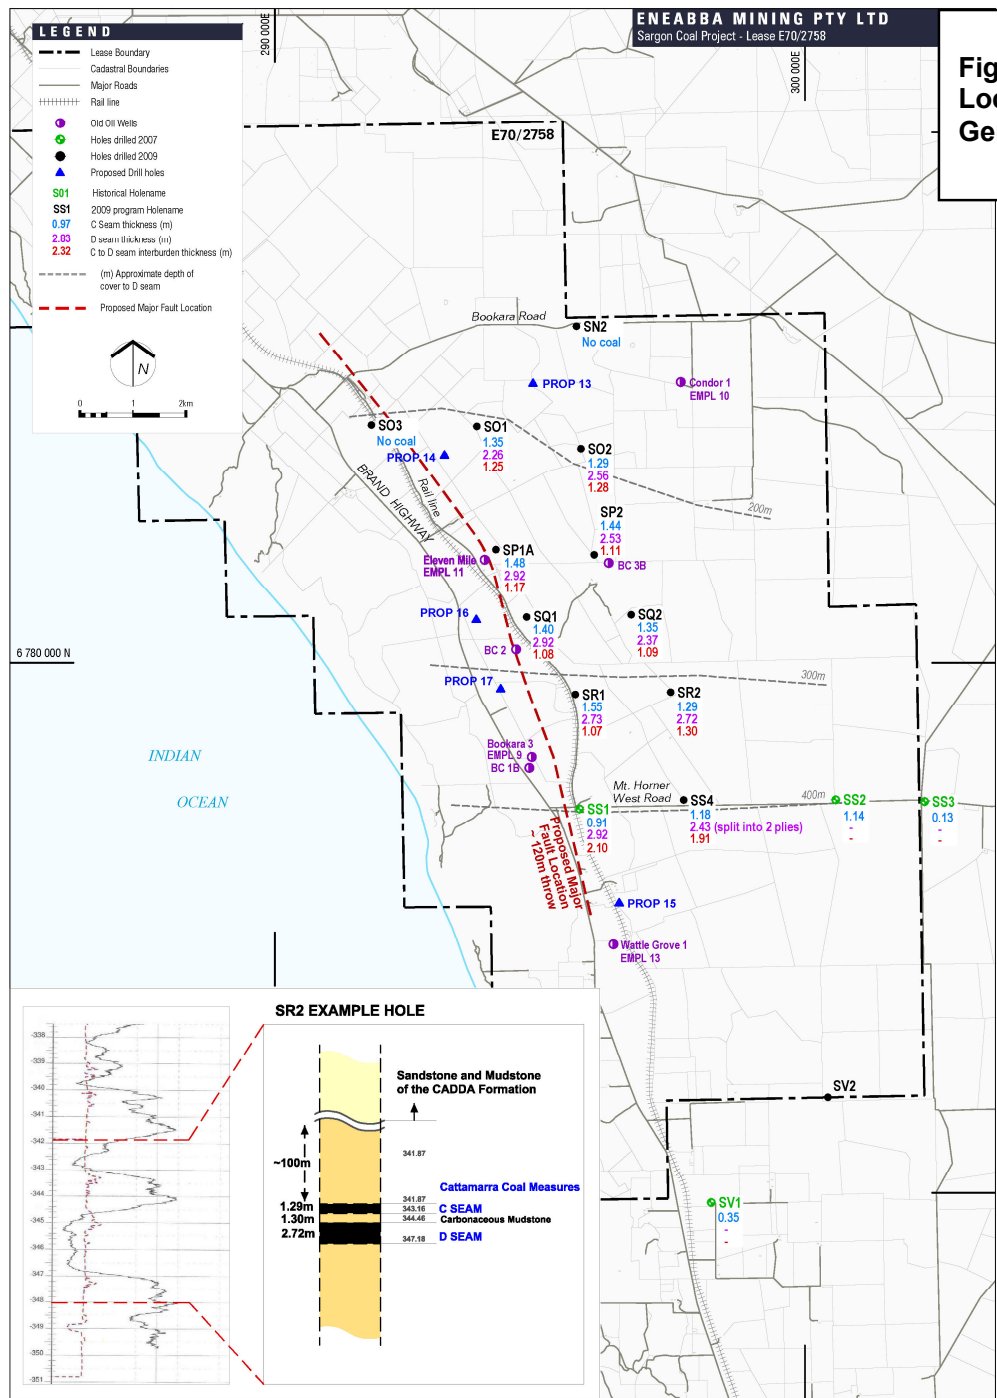 ENEABBA MINING PTY LTD
Sargon Coal Project - Lease E70/2758
Fig
Loc
Ge
LEGEND
Lease Boundary
Cadastral Boundaries
Major Roads
Rail line
Old Oil Wells
Holes drilled 2007
Holes drilled 2009
Proposed Drill holes
S01 Historical Holename
SS1 2009 program Holename
0.97 C Seam thickness (m)
2.03 D seam thickness (m)
2.32 C to D seam interburden thickness (m)
(m) Approximate depth of
cover to D seam
Proposed Major Fault Location
N
0 1 2km
290 000E
300 000E
E70/2758
Bookara Road
SN2
No coal
PROP 13
Condor 1
EMPL 10
SO3
No coal
SO1
1.35
2.26
1.25
PROP 14
SO2
1.29
2.56
1.28
BRAND HIGHWAY
Rail line
200m
SP2
1.44
2.53
1.11
SP1A
1.48
2.92
1.17
Eleven Mile
EMPL 11
BC 3B
PROP 16
SQ1
1.40
2.92
1.08
SQ2
1.35
2.37
1.09
BC 2
6 780 000 N
300m
PROP 17
SR1
1.55
2.73
1.07
SR2
1.29
2.72
1.30
Bookara 3
EMPL 9
BC 1B
INDIAN
OCEAN
Mt. Horner
West Road
400m
SS1
0.91
2.92
2.10
SS4
1.18
2.43 (split into 2 plies)
1.91
SS2
1.14
-
-
SS3
0.13
-
-
Proposed Major
Fault Location
~ 120m throw
PROP 15
Wattle Grove 1
EMPL 13
SV2
SV1
0.35
-
-
SR2 EXAMPLE HOLE
-338
-339
-340
-341
-342
-343
-344
-345
-346
-347
-348
-349
-350
-351
Sandstone and Mudstone
of the CADDA Formation
~100m
341.87
Cattamarra Coal Measures
341.87
1.29m 343.16 C SEAM
1.30m 344.46 Carbonaceous Mudstone
2.72m D SEAM
347.18